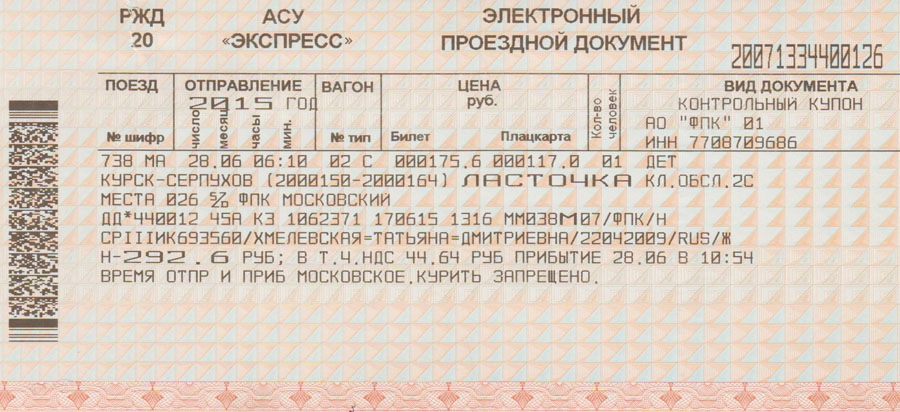 РЖД АСУ ЭЛЕКТРОННЫЙ
20 «ЭКСПРЕСС» ПРОЕЗДНОЙ ДОКУМЕНТ 20071334400126
ПОЕЗД ОТПРАВЛЕНИЕ ВАГОН ЦЕНА Кол-во человек ВИД ДОКУМЕНТА
2015 ГОД руб. КОНТРОЛЬНЫЙ КУПОН
АО "ФПК" 01
№ шифр число месяц часы мин. № тип Билет Плацкарта ИНН 7708709686
738 МА 28.06 06:10 02 С 000175.6 000117.0 01 ДЕТ
КУРСК-СЕРПУХОВ (2000150-2000164) ЛАСТОЧКА КЛ.ОБСЛ.2С
МЕСТА 026 ФПК МОСКОВСКИЙ
ДД*440012 45А КЗ 1062371 170615 1316 ММ038М07/ФПК/Н
СРIIIИК693560/ХМЕЛЕВСКАЯ=ТАТЬЯНА=ДМИТРИЕВНА/22042009/RUS/Ж
Н-292.6 РУБ; В Т.Ч.НДС 44.64 РУБ ПРИБЫТИЕ 28.06 В 10:54
ВРЕМЯ ОТПР И ПРИБ МОСКОВСКОЕ.КУРИТЬ ЗАПРЕЩЕНО.